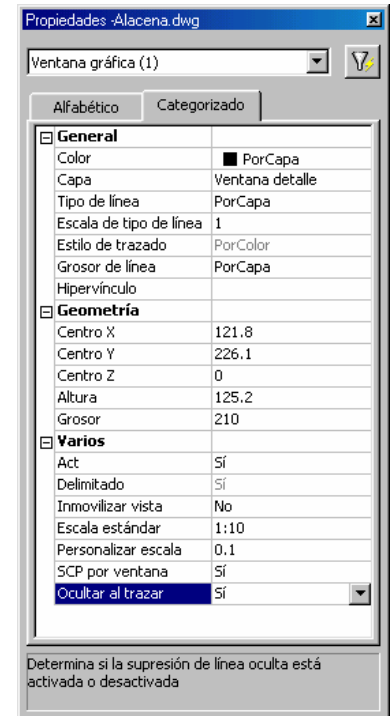 Propiedades -Alacena.dwg
Ventana gráfica (1)
Alfabético Categorizado
General
Color PorCapa
Capa Ventana detalle
Tipo de línea PorCapa
Escala de tipo de línea 1
Estilo de trazado PorColor
Grosor de línea PorCapa
Hipervínculo
Geometría
Centro X 121.8
Centro Y 226.1
Centro Z 0
Altura 125.2
Grosor 210
Varios
Act Sí
Delimitado Sí
Inmovilizar vista No
Escala estándar 1:10
Personalizar escala 0.1
SCP por ventana Sí
Ocultar al trazar Sí
Determina si la supresión de línea oculta está
activada o desactivada